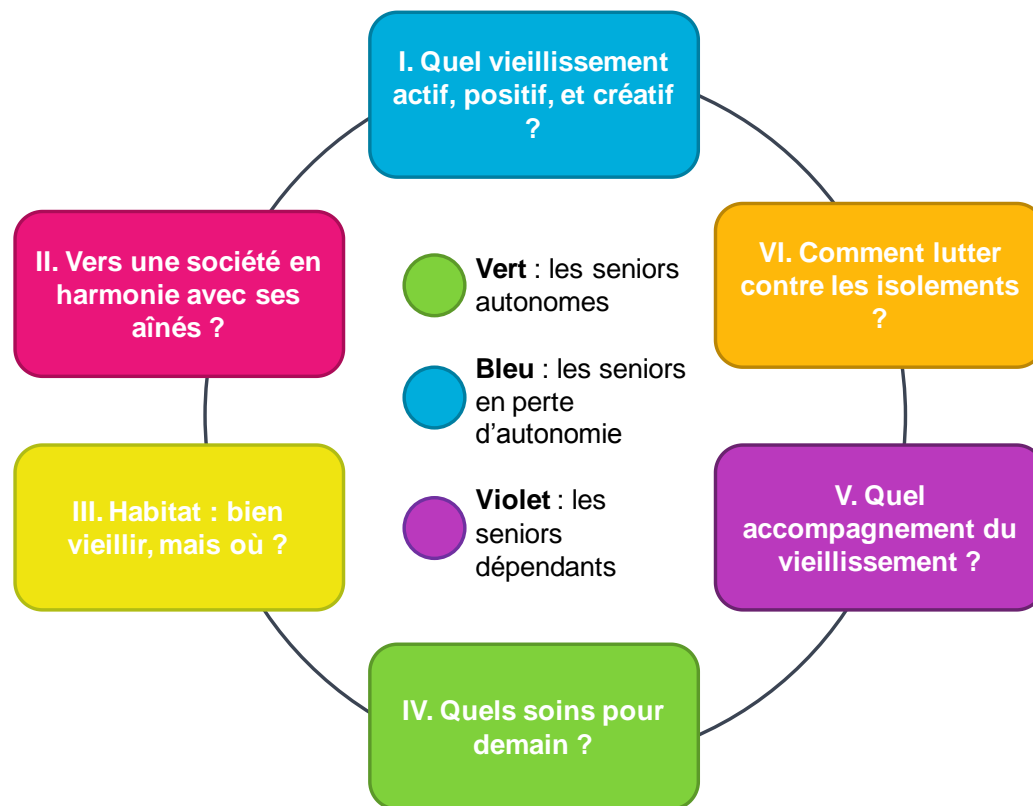 I. Quel vieillissement
actif, positif, et créatif
?
II. Vers une société en
harmonie avec ses
aînés ?
VI. Comment lutter
contre les isolements
?
Vert : les seniors
autonomes
Bleu : les seniors
en perte
d’autonomie
Violet : les
seniors
dépendants
III. Habitat : bien
vieillir, mais où ?
V. Quel
accompagnement du
vieillissement ?
IV. Quels soins pour
demain ?